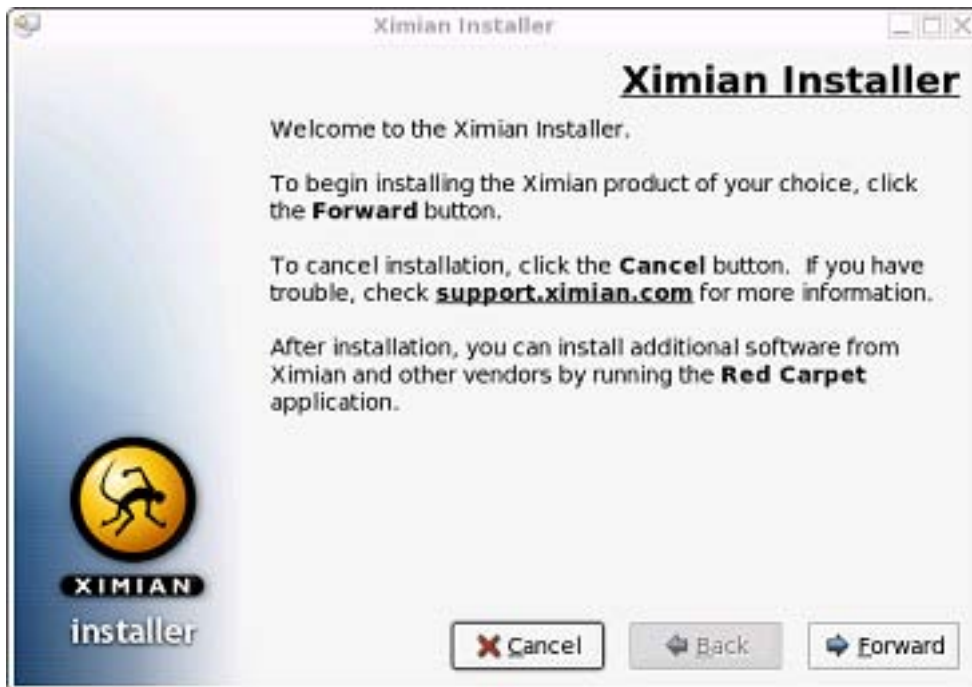 Ximian Installer
Ximian Installer
Welcome to the Ximian Installer.
To begin installing the Ximian product of your choice, click
the Forward button.
To cancel installation, click the Cancel button. If you have
trouble, check support.ximian.com for more information.
After installation, you can install additional software from
Ximian and other vendors by running the Red Carpet
application.
XIMIAN
installer
Cancel
Back
Forward